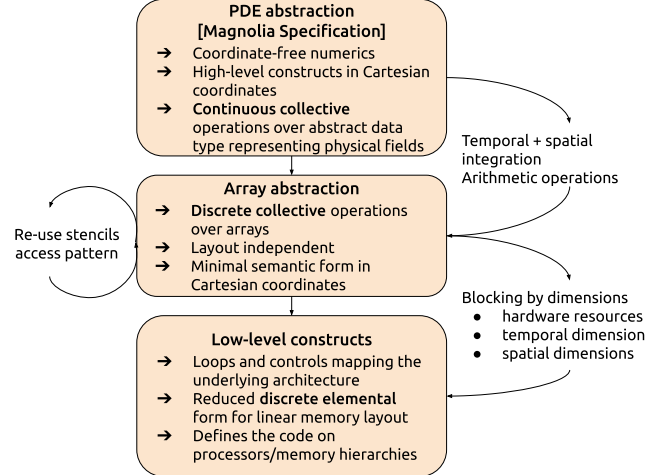 PDE abstraction
[Magnolia Specification]
➔ Coordinate-free numerics
➔ High-level constructs in Cartesian
coordinates
➔ Continuous collective
operations over abstract data
type representing physical fields
Temporal + spatial
integration
Arithmetic operations
Array abstraction
➔ Discrete collective operations
over arrays
➔ Layout independent
➔ Minimal semantic form in
Cartesian coordinates
Re-use stencils
access pattern
Blocking by dimensions
● hardware resources
● temporal dimension
● spatial dimensions
Low-level constructs
➔ Loops and controls mapping the
underlying architecture
➔ Reduced discrete elemental
form for linear memory layout
➔ Defines the code on
processors/memory hierarchies